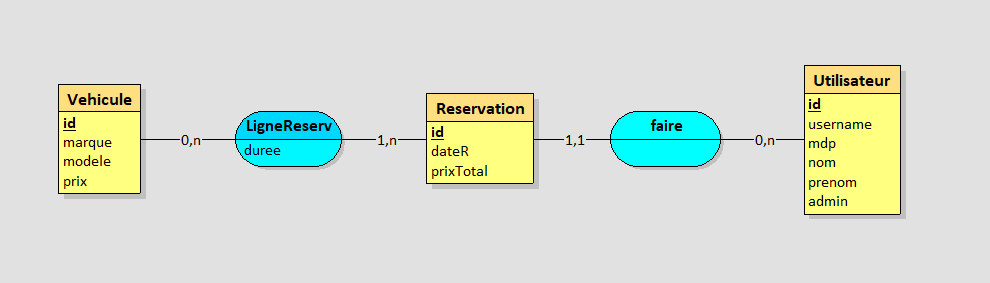 Vehicule
id
marque
modele
prix
0,n
LigneReserv
duree
1,n
Reservation
id
dateR
prixTotal
1,1
faire
0,n
Utilisateur
id
username
mdp
nom
prenom
admin